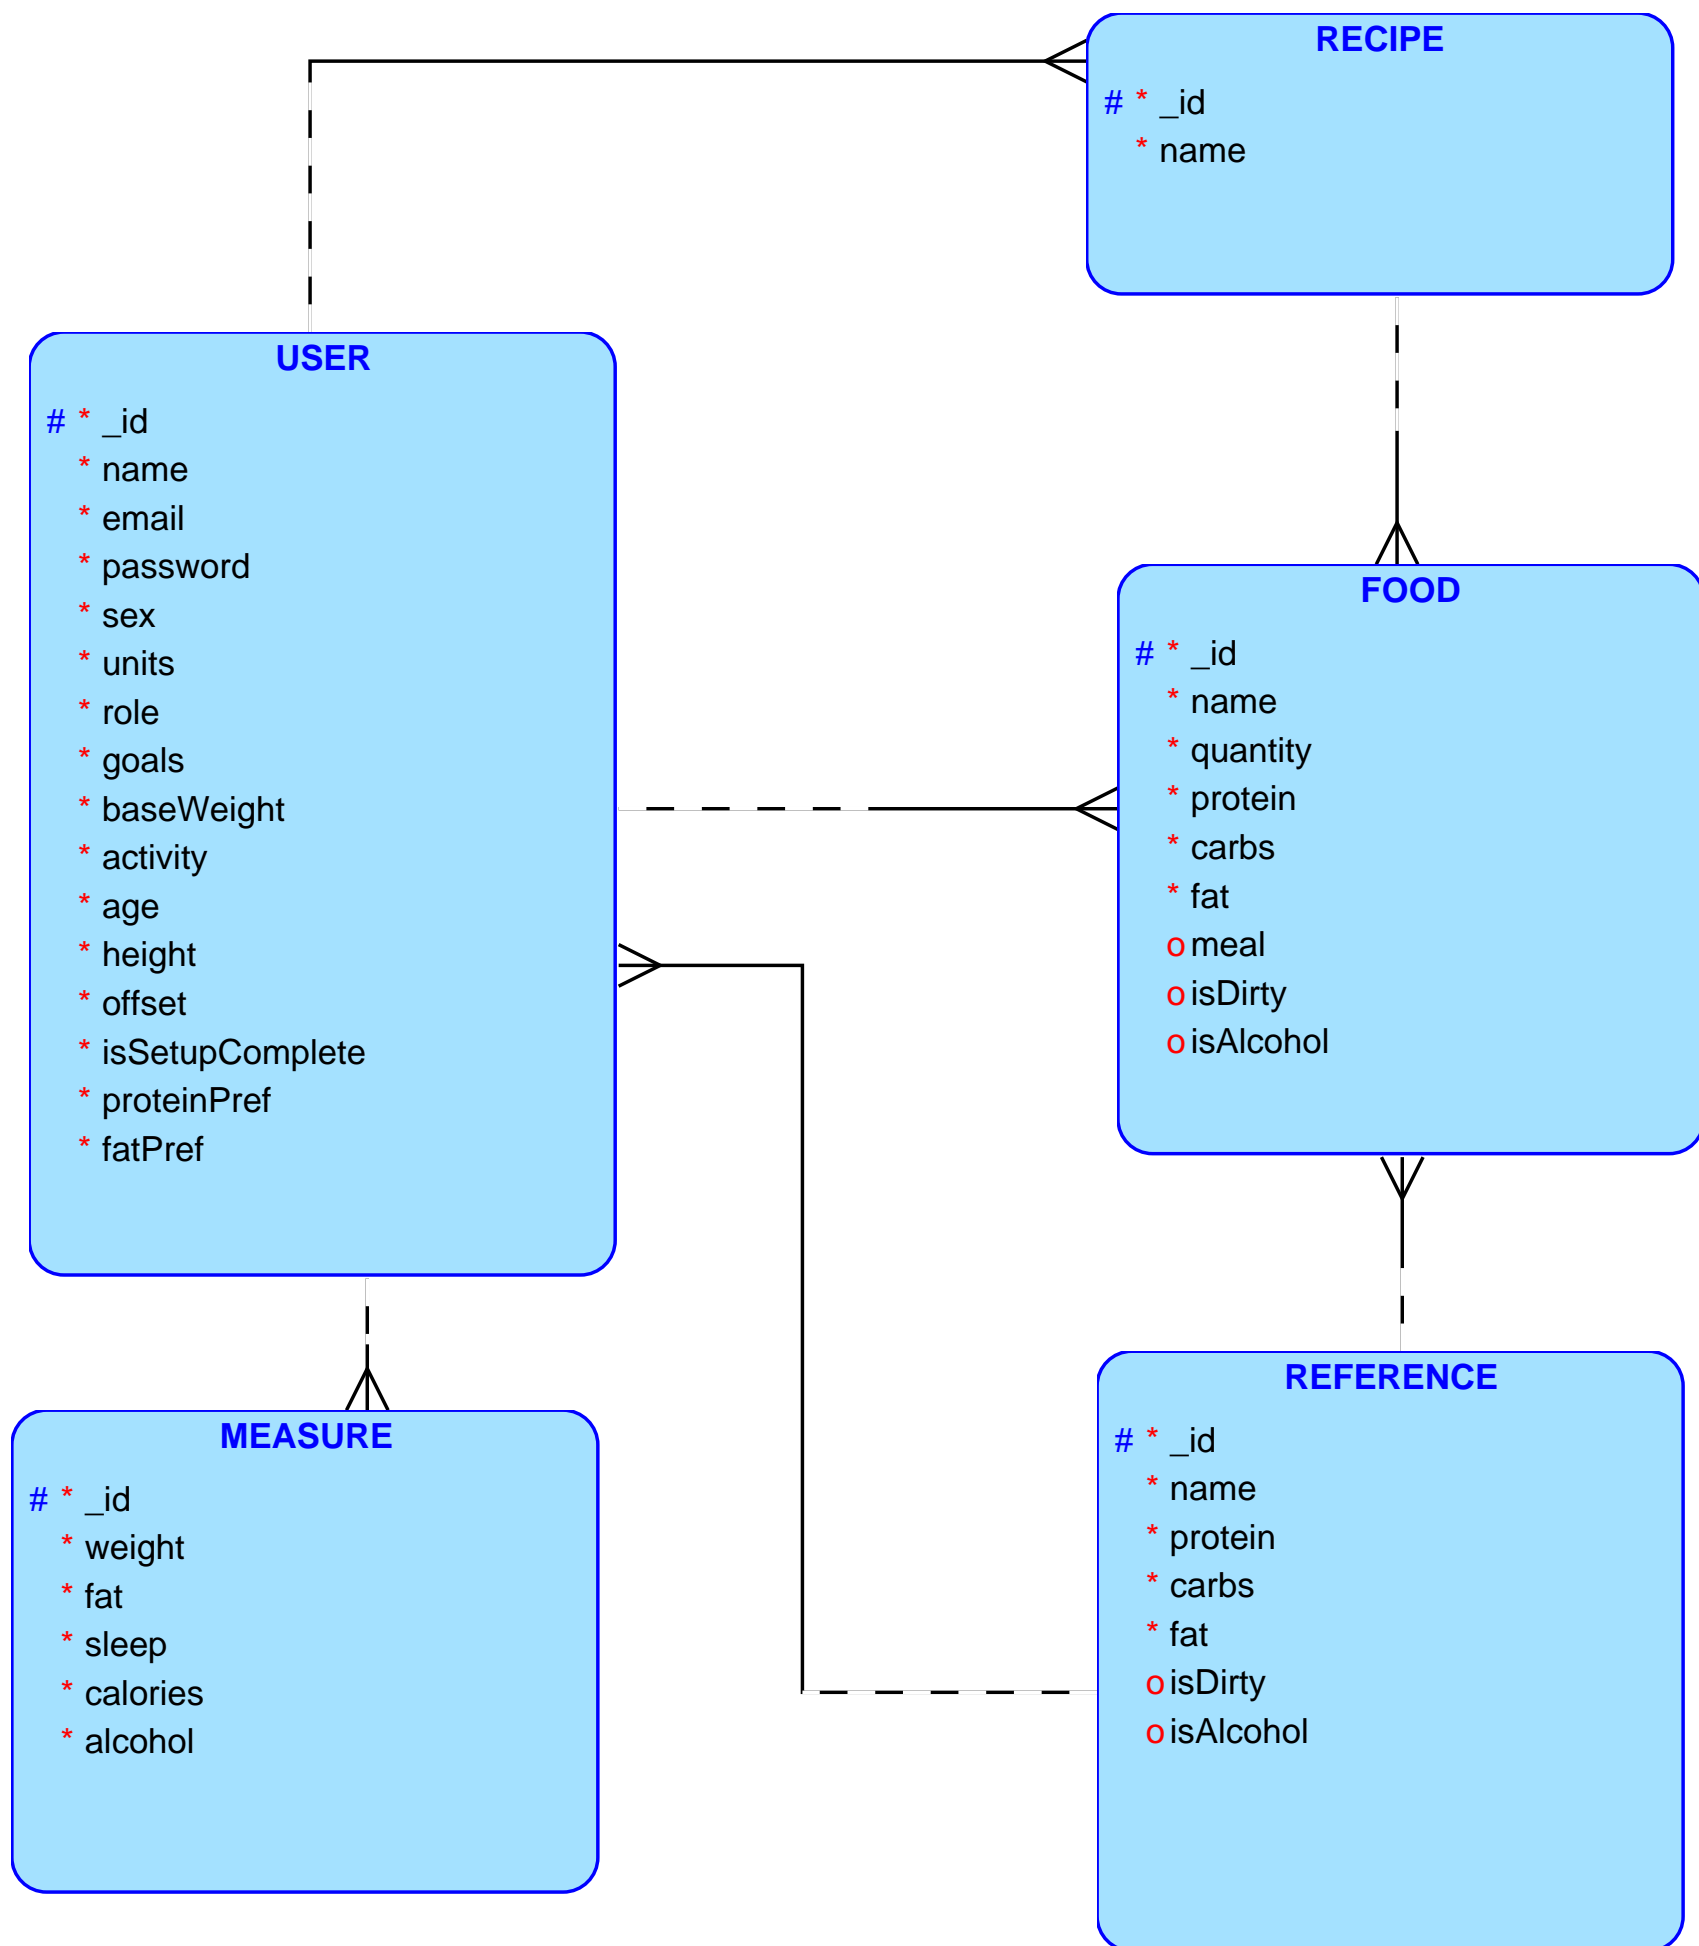 RECIPE
# * _id
* name
USER
# * _id
* name
* email
* password
* sex
* units
* role
* goals
* baseWeight
* activity
* age
* height
* offset
* isSetupComplete
* proteinPref
* fatPref
FOOD
# * _id
* name
* quantity
* protein
* carbs
* fat
o meal
o isDirty
o isAlcohol
MEASURE
# * _id
* weight
* fat
* sleep
* calories
* alcohol
REFERENCE
# * _id
* name
* protein
* carbs
* fat
o isDirty
o isAlcohol